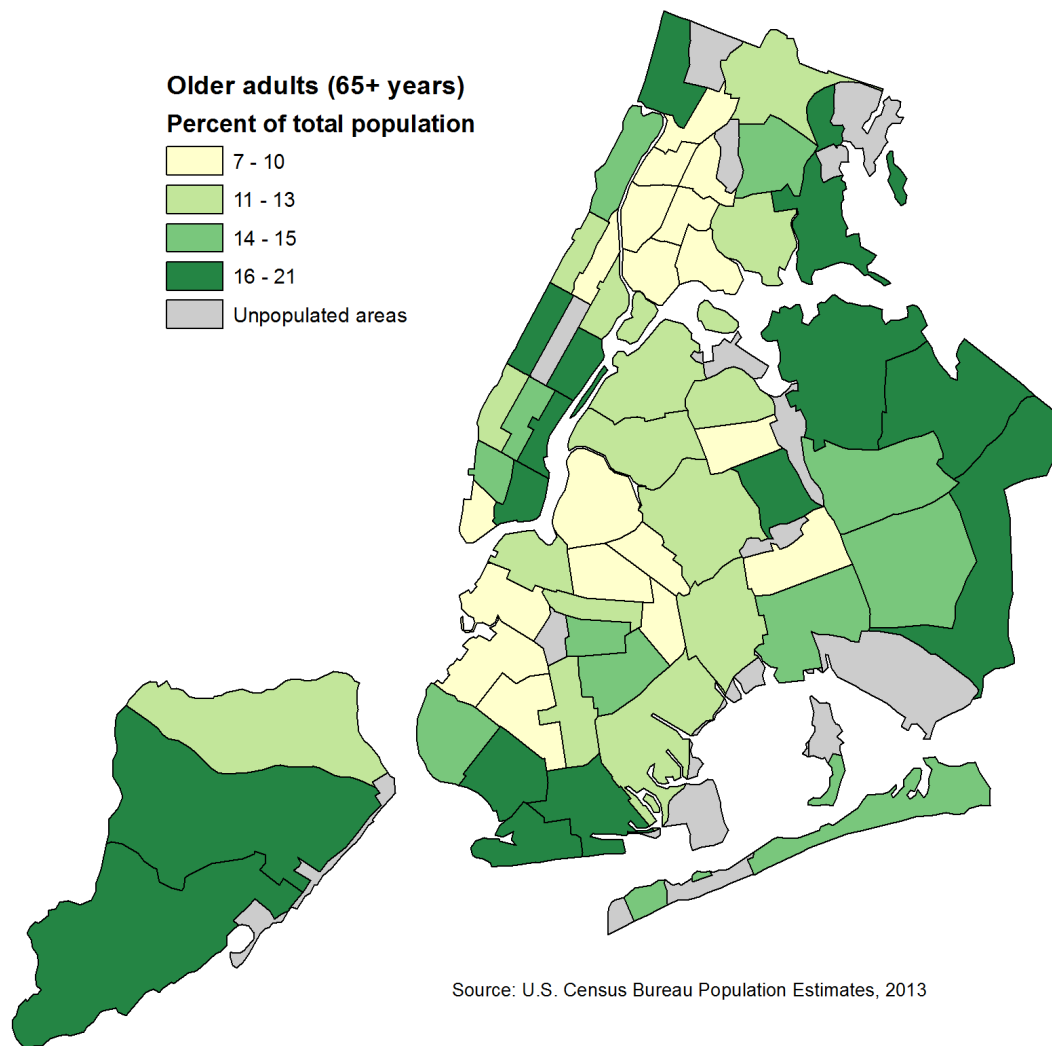 Older adults (65+ years)
Percent of total population
7 - 10
11 - 13
14 - 15
16 - 21
Unpopulated areas
Source: U.S. Census Bureau Population Estimates, 2013